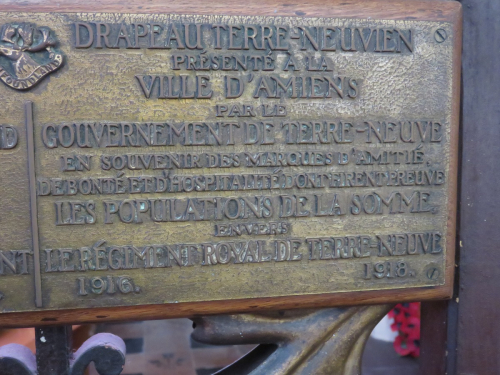 DRAPEAU TERRE-NEUVIEN
PRÉSENTÉ À LA
VILLE D'AMIENS
PAR LE
GOUVERNEMENT DE TERRE-NEUVE
EN SOUVENIR DES MARQUES D'AMITIÉ,
DE BONTÉ, ET D'HOSPITALITÉ, DONT FIRENT PREUVE
LES POPULATIONS DE LA SOMME,
ENVERS
LE RÉGIMENT ROYAL DE TERRE-NEUVE
1916. 1918.